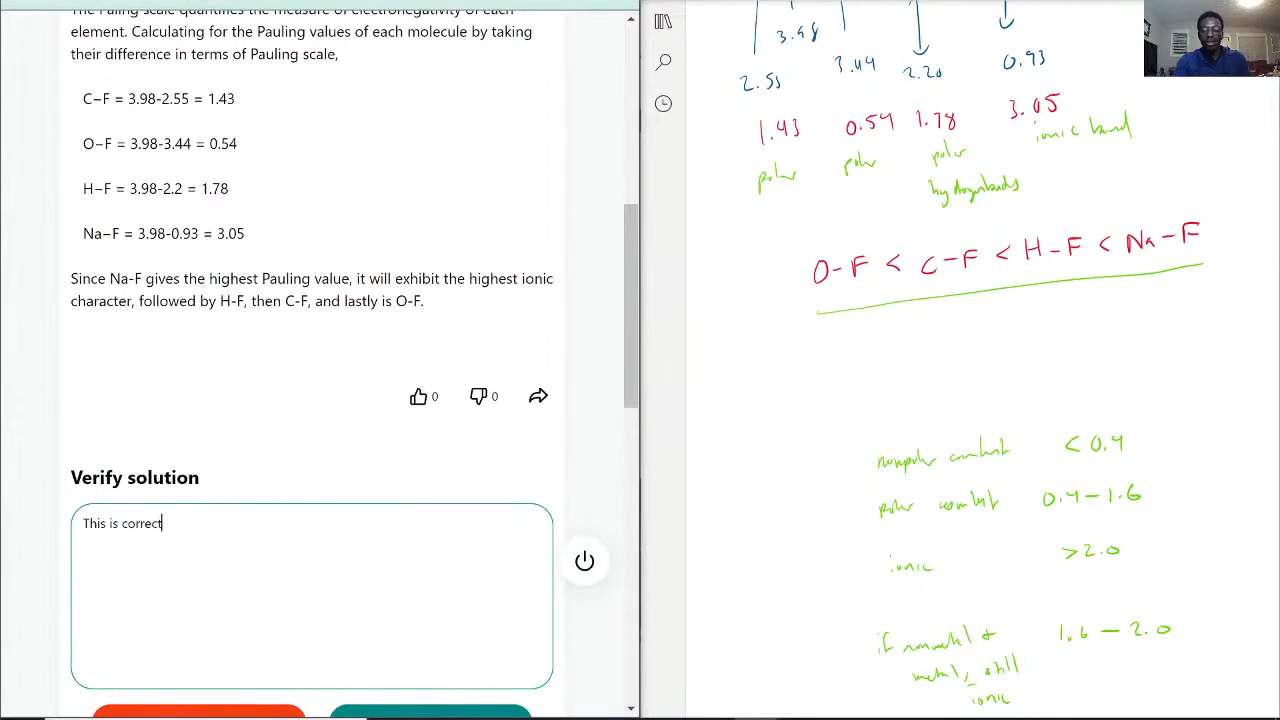 The Paling scale quantifies the measure of electronegativity of each
element. Calculating for the Pauling values of each molecule by taking
their difference in terms of Pauling scale,
C−F = 3.98-2.55 = 1.43
O−F = 3.98-3.44 = 0.54
H−F = 3.98-2.2 = 1.78
Na−F = 3.98-0.93 = 3.05
Since Na-F gives the highest Pauling value, it will exhibit the highest ionic
character, followed by H-F, then C-F, and lastly is O-F.
0 0
Verify solution
This is correct
3.98
2.55 3.44 2.20 0.93
1.43 0.54 1.78 3.05
polar polar polar ionic bond
hydrogen bonds
O-F < C-F < H-F < Na-F
nonpolar covalent < 0.4
polar covalent 0.4 - 1.6
ionic > 2.0
if nonmetal + 1.6 - 2.0
metal, still
ionic